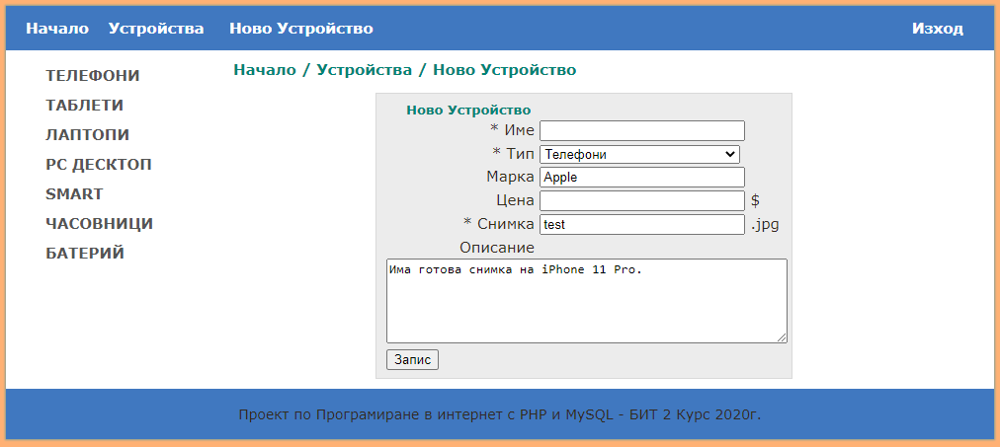 Начало Устройства Ново Устройство Изход
ТЕЛЕФОНИ
ТАБЛЕТИ
ЛАПТОПИ
PC ДЕСКТОП
SMART
ЧАСОВНИЦИ
БАТЕРИЙ
Начало / Устройства / Ново Устройство
Ново Устройство
* Име
* Тип Телефони
Марка Apple
Цена $
* Снимка test .jpg
Описание
Има готова снимка на iPhone 11 Pro.
Запис
Проект по Програмиране в интернет с PHP и MySQL - БИТ 2 Курс 2020г.